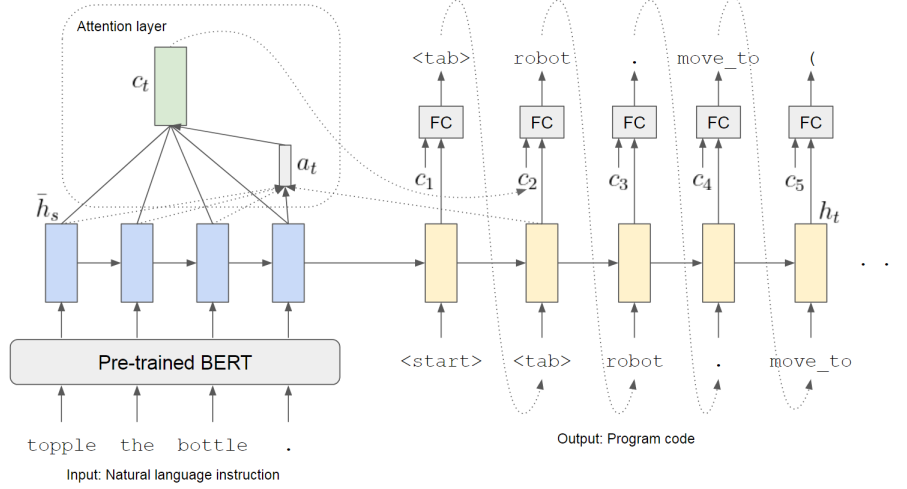 Attention layer
c_t
a_t
h̄_s
Pre-trained BERT
topple the bottle .
Input: Natural language instruction
<tab> robot . move_to (
FC FC FC FC FC
c_1 c_2 c_3 c_4 c_5
h_t
. .
<start> <tab> robot . move_to
Output: Program code